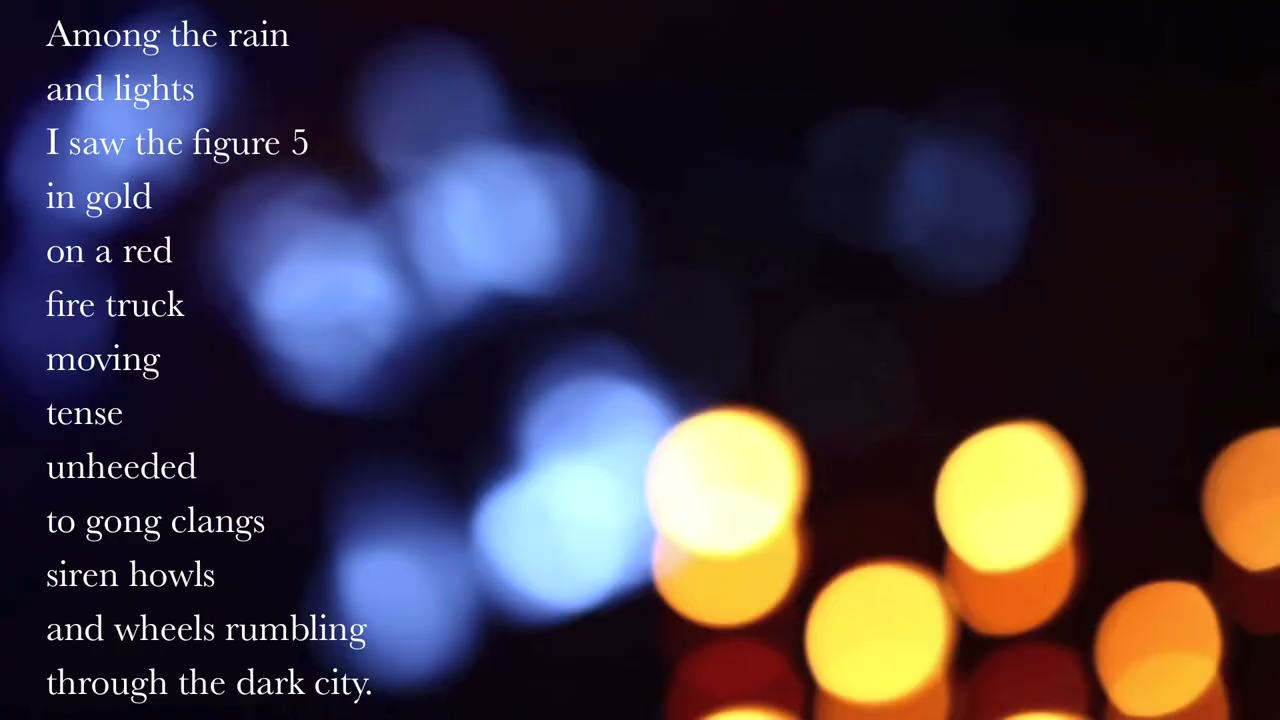 Among the rain
and lights
I saw the figure 5
in gold
on a red
fire truck
moving
tense
unheeded
to gong clangs
siren howls
and wheels rumbling
through the dark city.